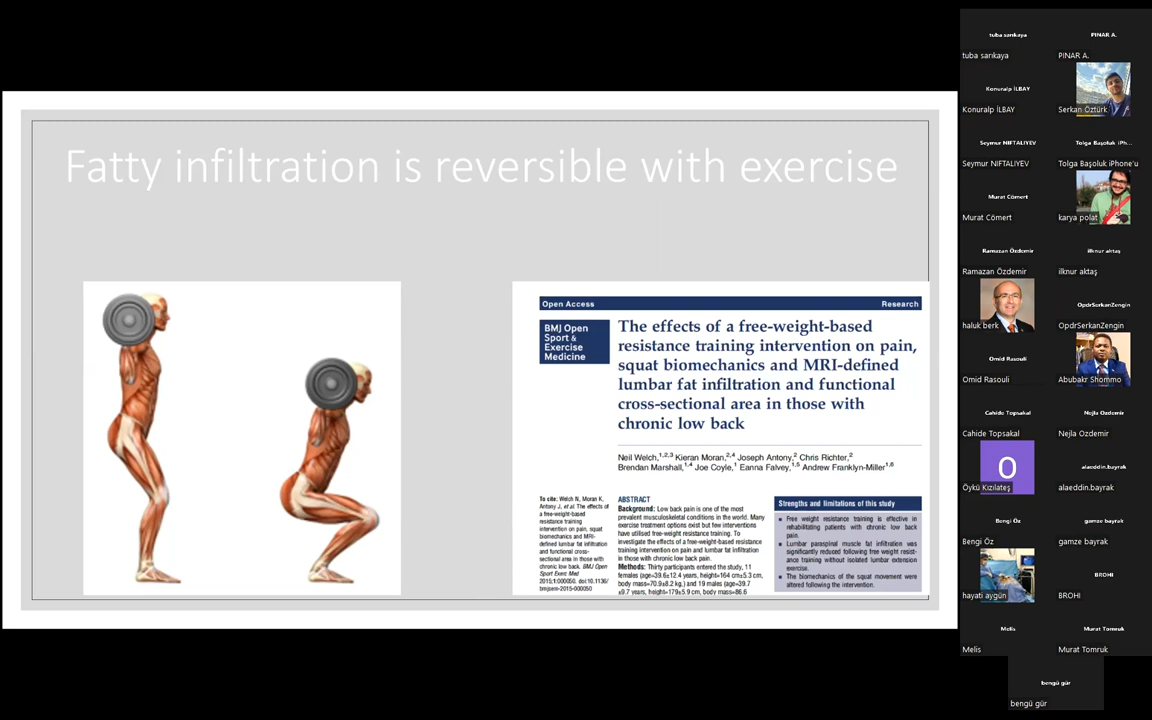 Fatty infiltration is reversible with exercise
Open Access
Research
BMJ Open
Sport &
Exercise
Medicine
The effects of a free-weight-based
resistance training intervention on pain,
squat biomechanics and MRI-defined
lumbar fat infiltration and functional
cross-sectional area in those with
chronic low back
Neil Welch,1,2,3 Kieran Moran,2,4 Joseph Antony,2 Chris Richter,2
Brendan Marshall,1,4 Joe Coyle,1 Eanna Falvey,1,5 Andrew Franklyn-Miller1,6
To cite: Welch N, Moran K,
Antony J, et al. The effects of
a free-weight-based
resistance training
intervention on pain, squat
biomechanics and MRI-
defined lumbar fat infiltration
and functional cross-
sectional area in those with
chronic low back. BMJ Open
Sport Exerc Med
2015;1:000050. doi:10.1136/
bmjsem-2015-000050
ABSTRACT
Background: Low back pain is one of the most
prevalent musculoskeletal conditions in the world. Many
exercise treatment options exist but few interventions
have utilised free-weight resistance training. To
investigate the effects of a free-weight-based resistance
training intervention on pain and lumbar fat infiltration
in those with chronic low back pain.
Methods: Thirty participants entered the study, 11
females (age=39.6±12.4 years, height=164 cm±5.3 cm,
body mass=70.9±8.2 kg,) and 19 males (age=39.7
±9.7 years, height=179±5.9 cm, body mass=86.6
Strengths and limitations of this study
▪ Free weight resistance training is effective in
rehabilitating patients with chronic low back
pain.
▪ Lumbar paraspinal muscle fat infiltration was
significantly reduced following free weight resist-
ance training without isolated lumbar extension
exercise.
▪ The biomechanics of the squat movement were
altered following the intervention.
tuba sarıkaya
tuba sarıkaya
PINAR A.
PINAR A.
Konuralp İLBAY
Konuralp İLBAY
Serkan Öztürk
Seymur NIFTALIYEV
Seymur NIFTALIYEV
Tolga Başoluk iPh...
Tolga Başoluk iPhone'u
Murat Cömert
Murat Cömert
karya polat
Ramazan Özdemir
Ramazan Özdemir
ilknur aktaş
ilknur aktaş
haluk berk
OpdrSerkanZengin
OpdrSerkanZengin
Omid Rasouli
Omid Rasouli
Abubakr Shommo
Cahide Topsakal
Cahide Topsakal
Nejla Ozdemir
Nejla Ozdemir
O
Öykü Kızılateş
alaeddin.bayrak
alaeddin.bayrak
Bengi Öz
Bengi Öz
gamze bayrak
gamze bayrak
hayati aygün
BROHI
BROHI
Melis
Melis
Murat Tomruk
Murat Tomruk
bengü gür
bengü gür